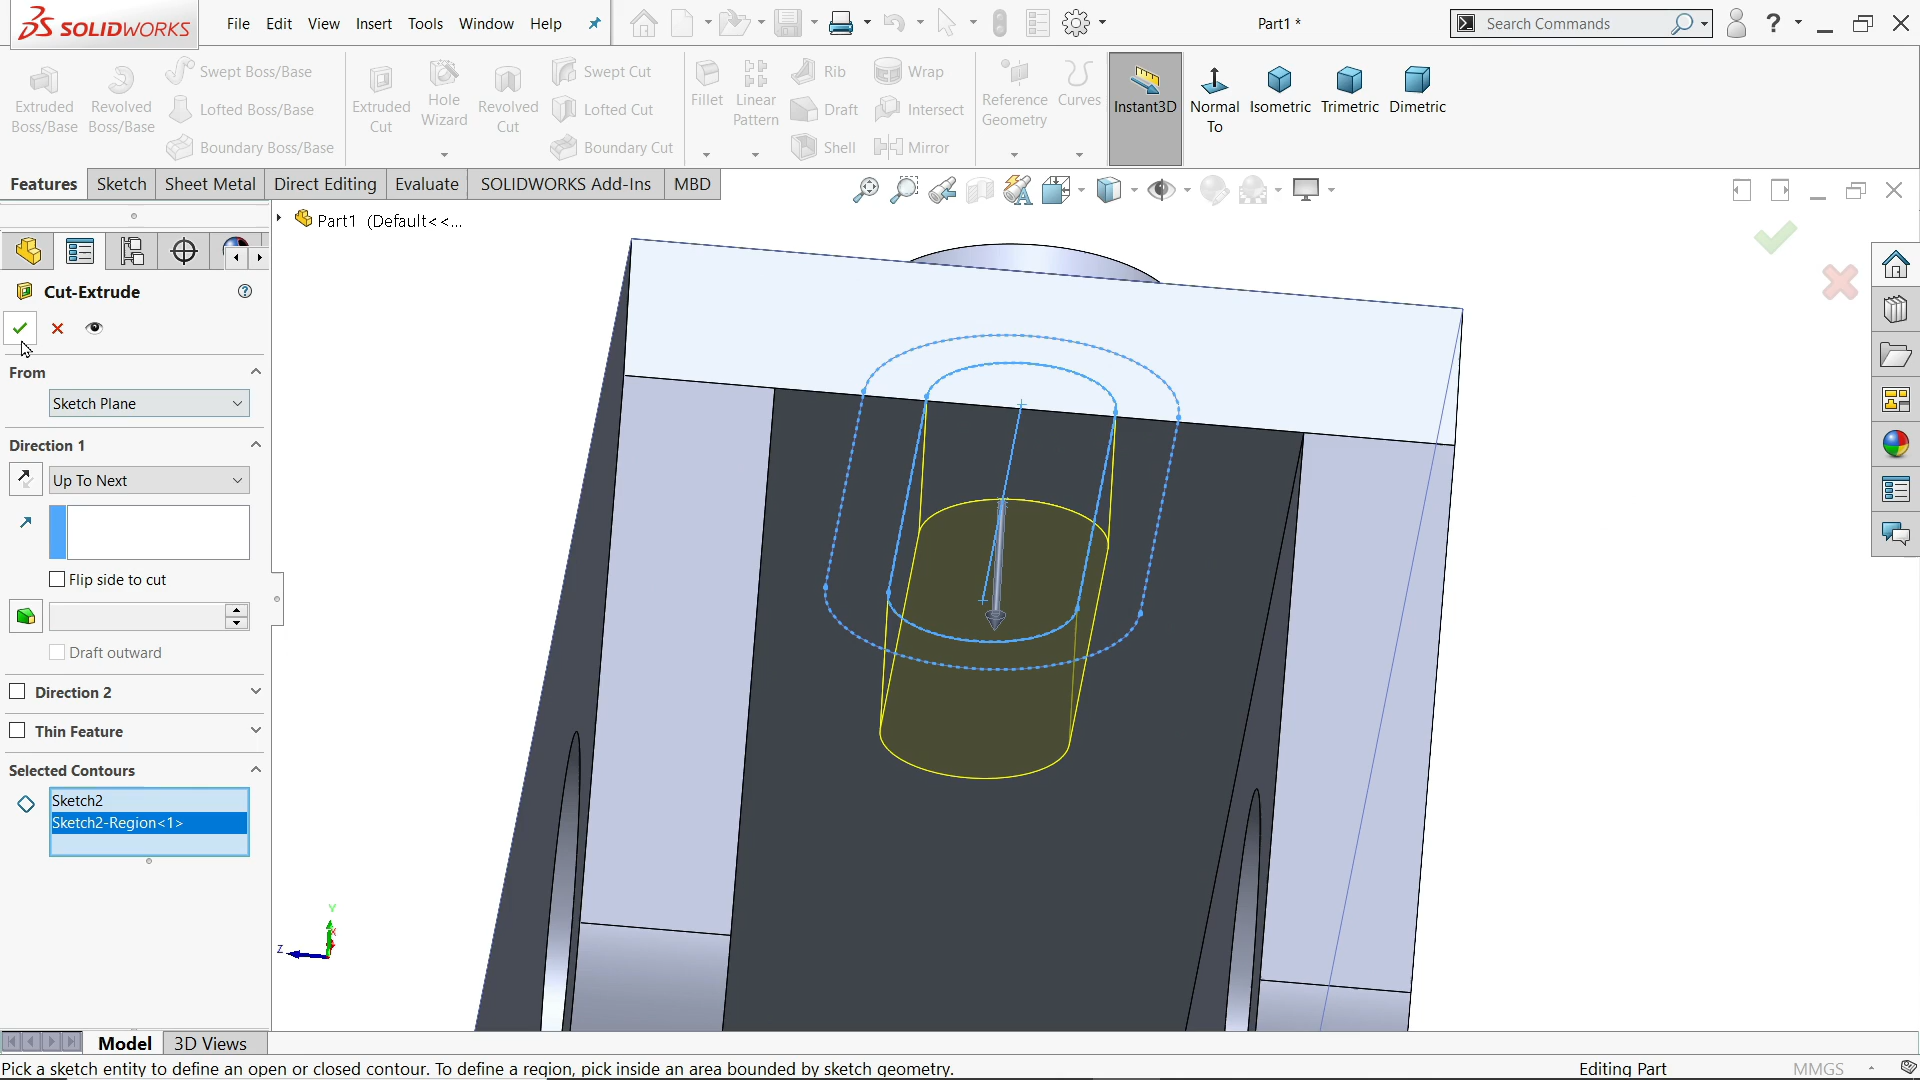 SOLIDWORKS
File Edit View Insert Tools Window Help
Part1 *
Search Commands
Extruded Boss/Base
Revolved Boss/Base
Swept Boss/Base
Lofted Boss/Base
Boundary Boss/Base
Extruded Cut
Hole Wizard
Revolved Cut
Swept Cut
Lofted Cut
Boundary Cut
Fillet
Linear Pattern
Rib
Draft
Shell
Wrap
Intersect
Mirror
Reference Geometry
Curves
Instant3D
Normal To
Isometric
Trimetric
Dimetric
Features Sketch Sheet Metal Direct Editing Evaluate SOLIDWORKS Add-Ins MBD
Part1 (Default<<...
Cut-Extrude
From
Sketch Plane
Direction 1
Up To Next
Flip side to cut
Draft outward
Direction 2
Thin Feature
Selected Contours
Sketch2
Sketch2-Region<1>
Y
X
Z
Model 3D Views
Pick a sketch entity to define an open or closed contour. To define a region, pick inside an area bounded by sketch geometry.
Editing Part
MMGS